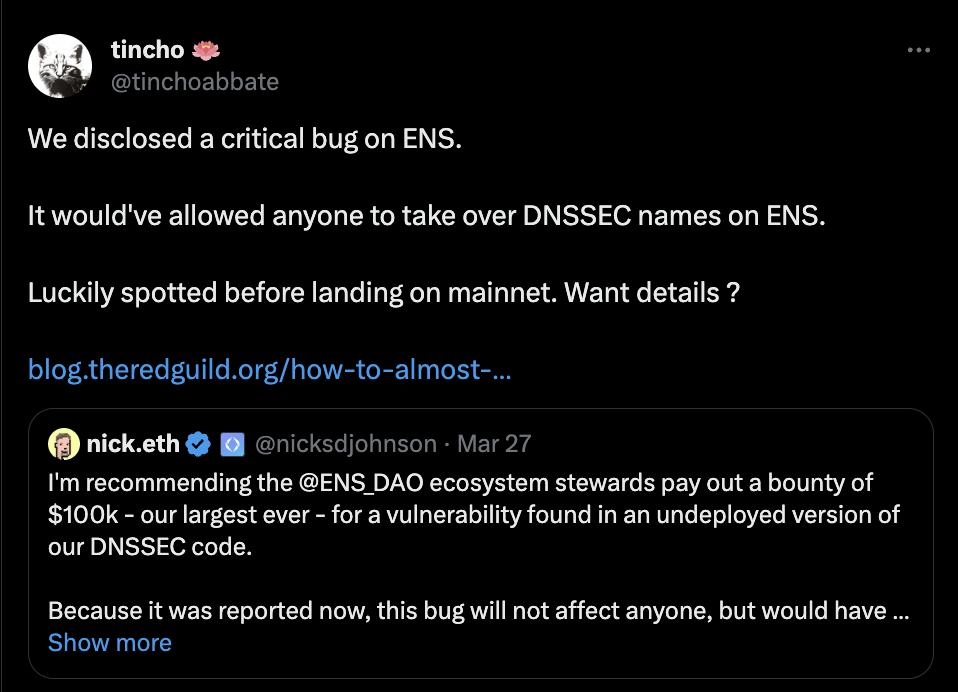 tincho 🪷
@tinchoabbate
We disclosed a critical bug on ENS.
It would've allowed anyone to take over DNSSEC names on ENS.
Luckily spotted before landing on mainnet. Want details ?
blog.theredguild.org/how-to-almost-...
nick.eth @nicksdjohnson · Mar 27
I'm recommending the @ENS_DAO ecosystem stewards pay out a bounty of
$100k - our largest ever - for a vulnerability found in an undeployed version of
our DNSSEC code.
Because it was reported now, this bug will not affect anyone, but would have ...
Show more